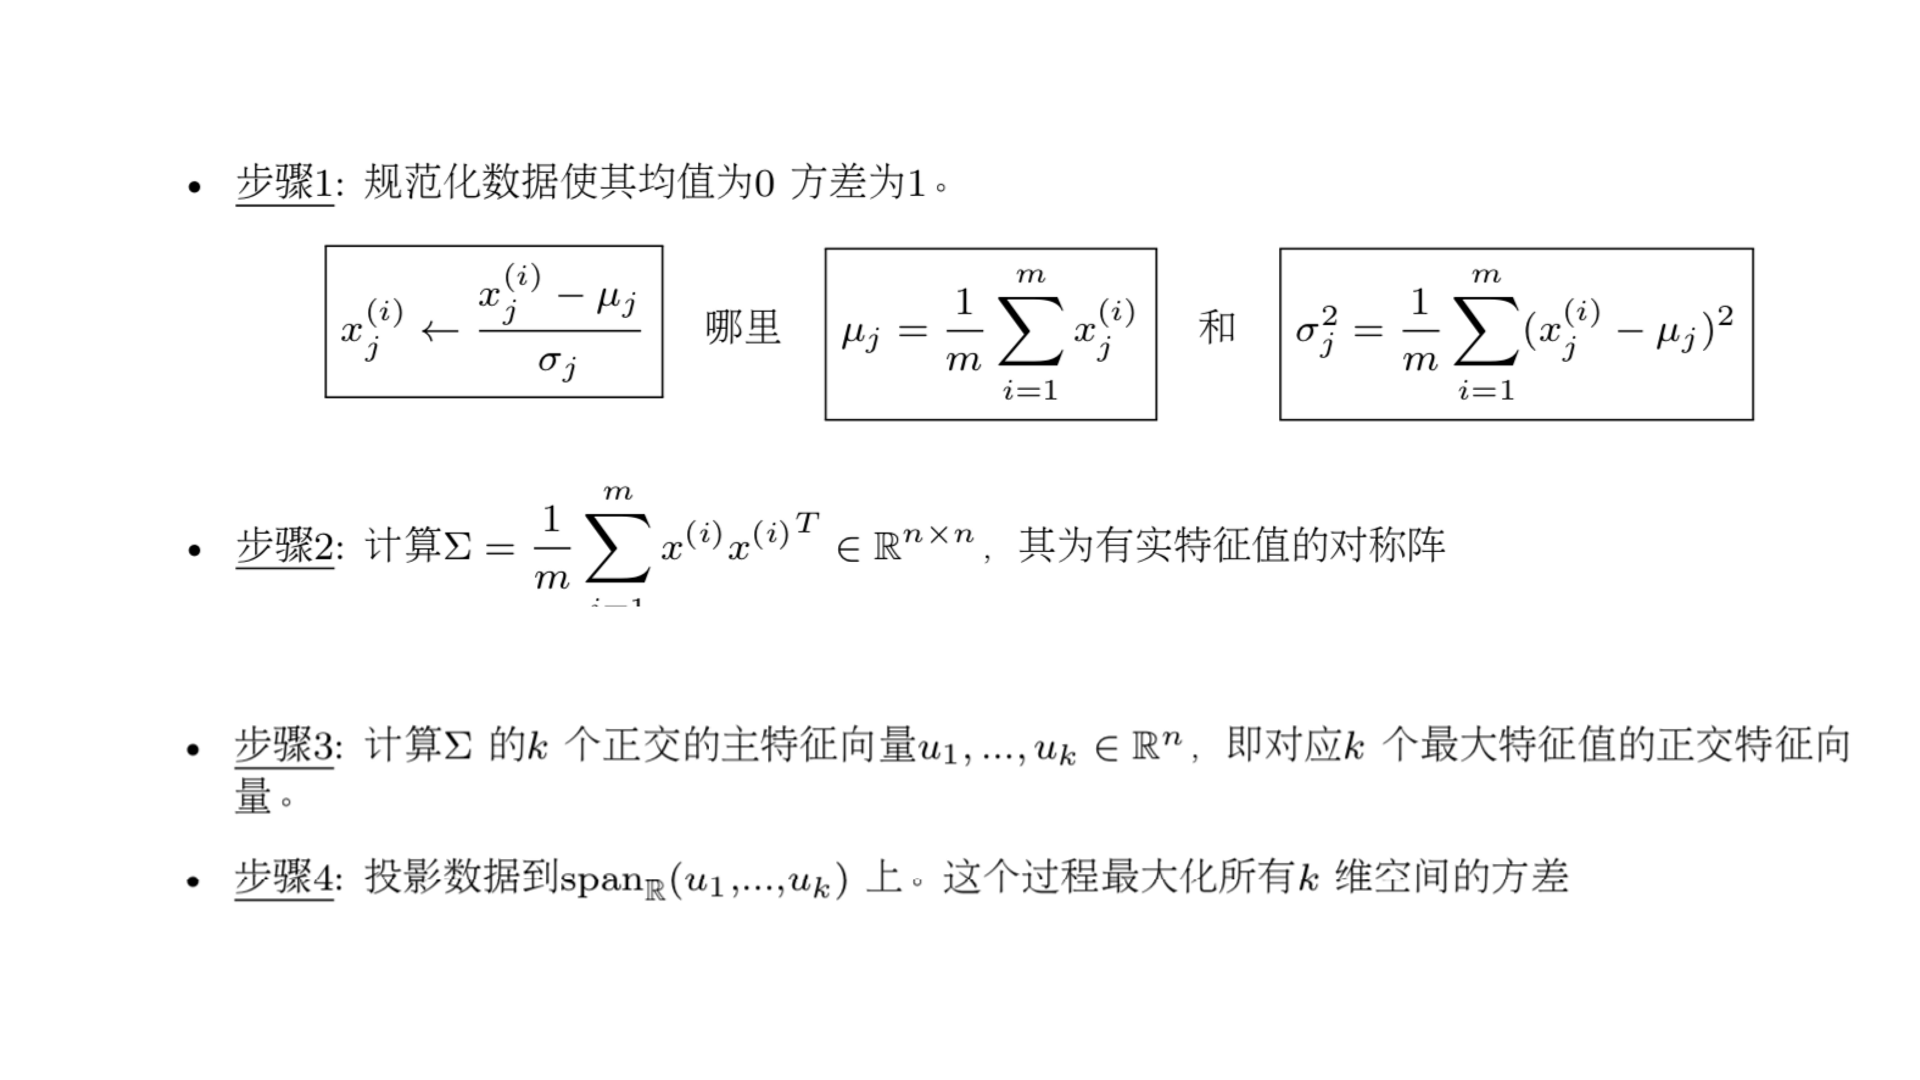 • 步骤1: 规范化数据使其均值为0 方差为1。
$x_j^{(i)} \leftarrow \frac{x_j^{(i)} - \mu_j}{\sigma_j}$ 哪里 $\mu_j = \frac{1}{m} \sum_{i=1}^{m} x_j^{(i)}$ 和 $\sigma_j^2 = \frac{1}{m} \sum_{i=1}^{m} (x_j^{(i)} - \mu_j)^2$
• 步骤2: 计算$\Sigma = \frac{1}{m} \sum_{i=1}^{m} x^{(i)} {x^{(i)}}^T \in \mathbb{R}^{n \times n}$, 其为有实特征值的对称阵
• 步骤3: 计算$\Sigma$ 的$k$ 个正交的主特征向量$u_1, ..., u_k \in \mathbb{R}^n$, 即对应$k$ 个最大特征值的正交特征向
量。
• 步骤4: 投影数据到$\text{span}_{\mathbb{R}}(u_1,...,u_k)$ 上。这个过程最大化所有$k$ 维空间的方差